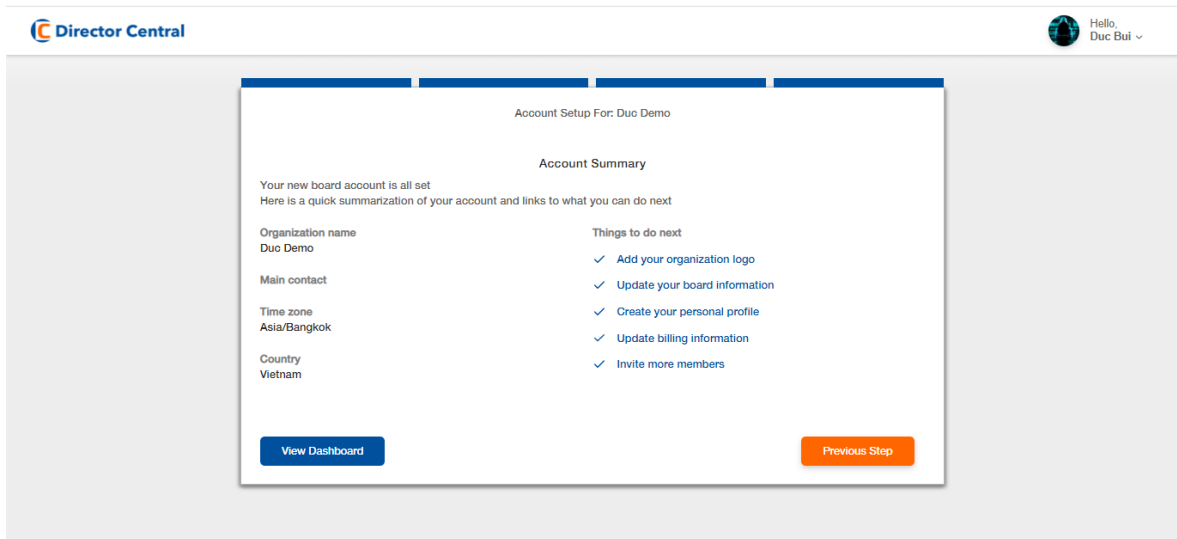 Director Central
Hello,
Duc Bui
Account Setup For: Duc Demo
Account Summary
Your new board account is all set
Here is a quick summarization of your account and links to what you can do next
Organization name
Duc Demo
Main contact
Time zone
Asia/Bangkok
Country
Vietnam
Things to do next
Add your organization logo
Update your board information
Create your personal profile
Update billing information
Invite more members
View Dashboard
Previous Step